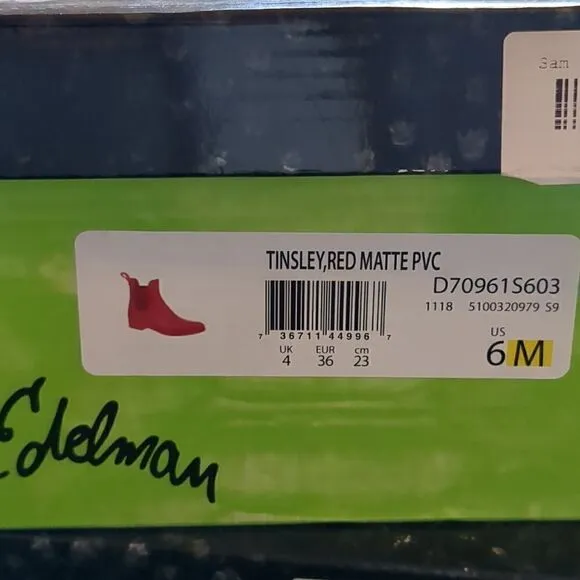 Sam
TINSLEY,RED MATTE PVC
D70961S603
1118 5100320979 S9
7 36711 44996 7
UK EUR cm
4 36 23
US
6 M
Edelman